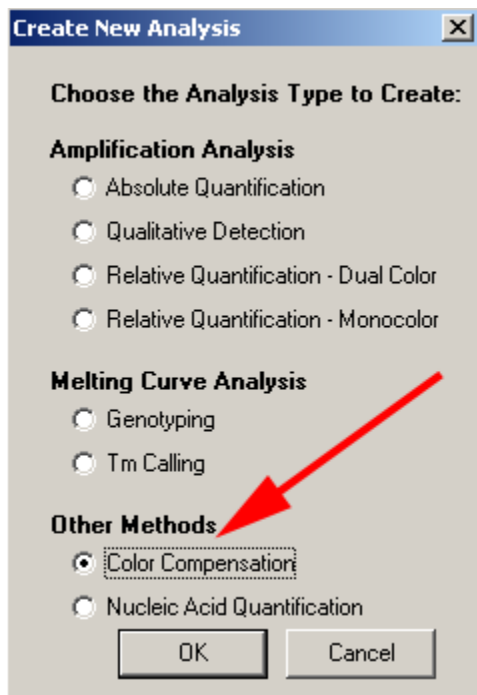 Create New Analysis
Choose the Analysis Type to Create:
Amplification Analysis
Absolute Quantification
Qualitative Detection
Relative Quantification - Dual Color
Relative Quantification - Monocolor
Melting Curve Analysis
Genotyping
Tm Calling
Other Methods
Color Compensation
Nucleic Acid Quantification
OK Cancel